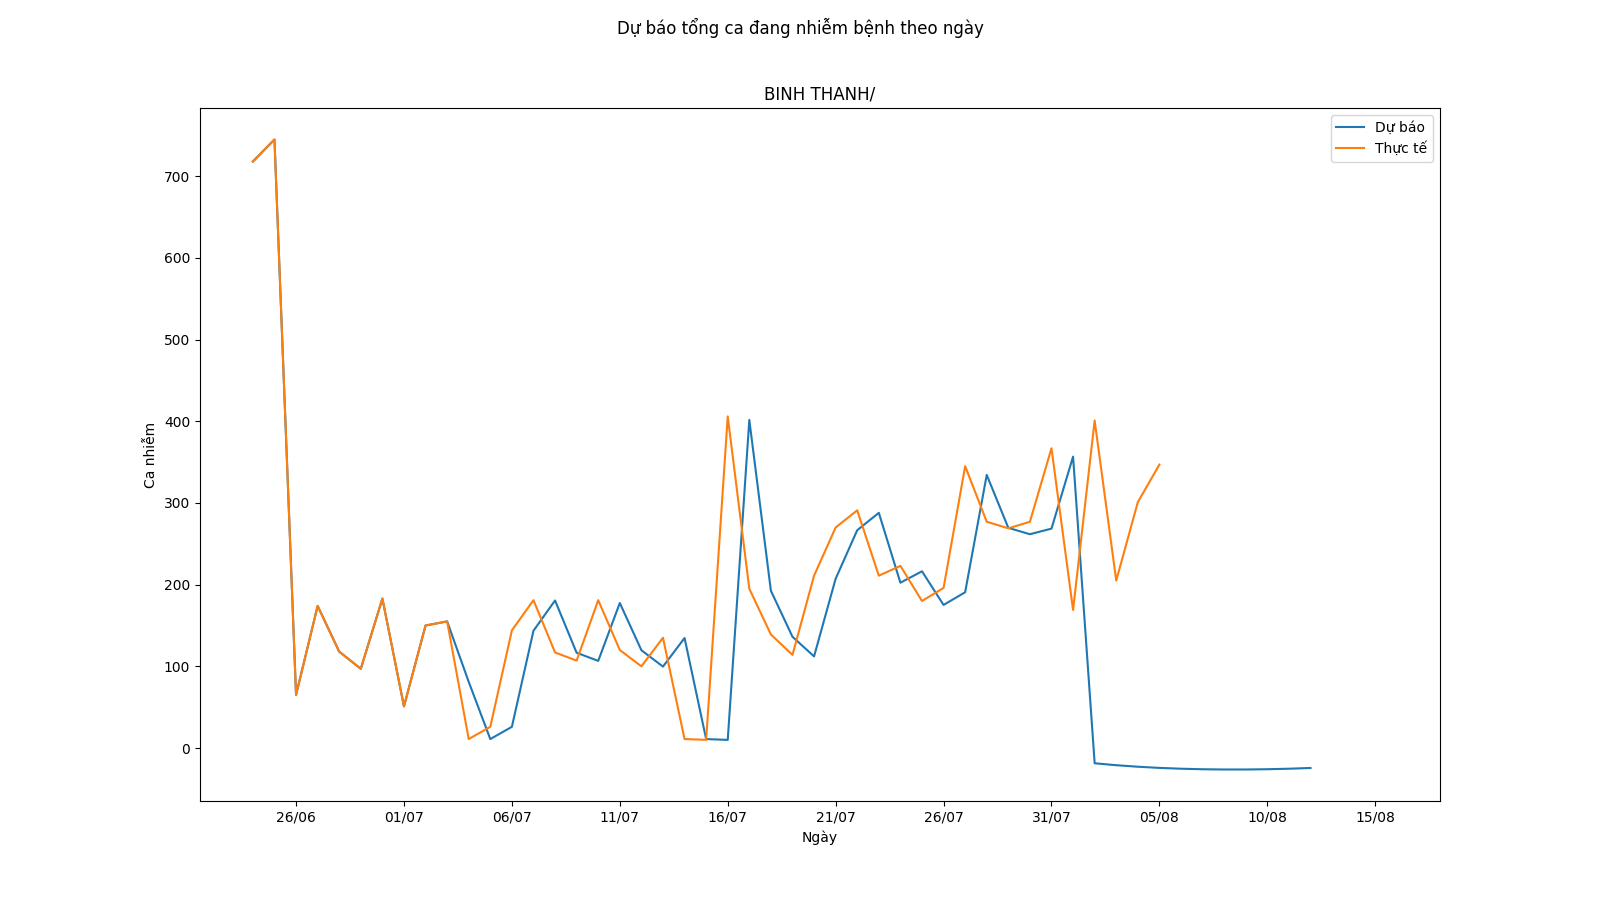 Dự báo tổng ca đang nhiễm bệnh theo ngày
BINH THANH/
Dự báo
Thực tế
700
600
500
400
300
200
100
0
Ca nhiễm
26/06 01/07 06/07 11/07 16/07 21/07 26/07 31/07 05/08 10/08 15/08
Ngày